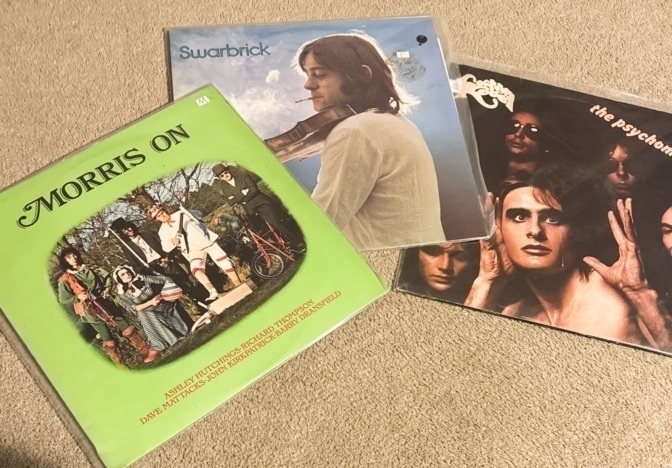 MORRIS ON
ASHLEY HUTCHINGS·RICHARD THOMPSON
DAVE MATTACKS·JOHN KIRKPATRICK·BARRY DRANSFIELD
Swarbrick
the psychom